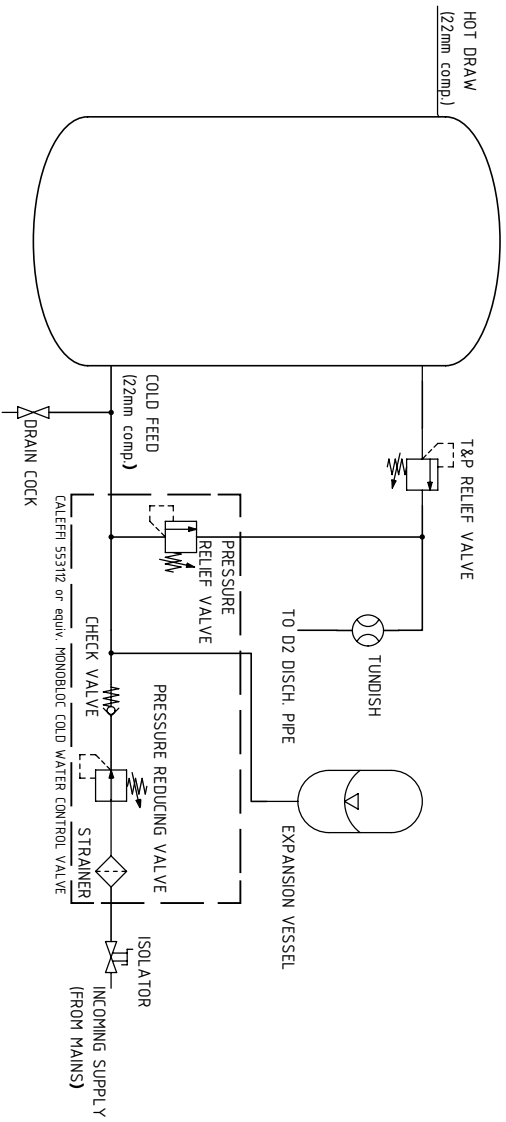 HOT DRAW
(22mm comp.)
T&P RELIEF VALVE
TUNDISH
TO D2 DISCH. PIPE
EXPANSION VESSEL
COLD FEED
(22mm comp.)
DRAIN COCK
PRESSURE
RELIEF VALVE
CHECK VALVE
PRESSURE REDUCING VALVE
STRAINER
CALEFFI 553112 or equiv. MONOBLOC COLD WATER CONTROL VALVE
ISOLATOR
INCOMING SUPPLY
(FROM MAINS)